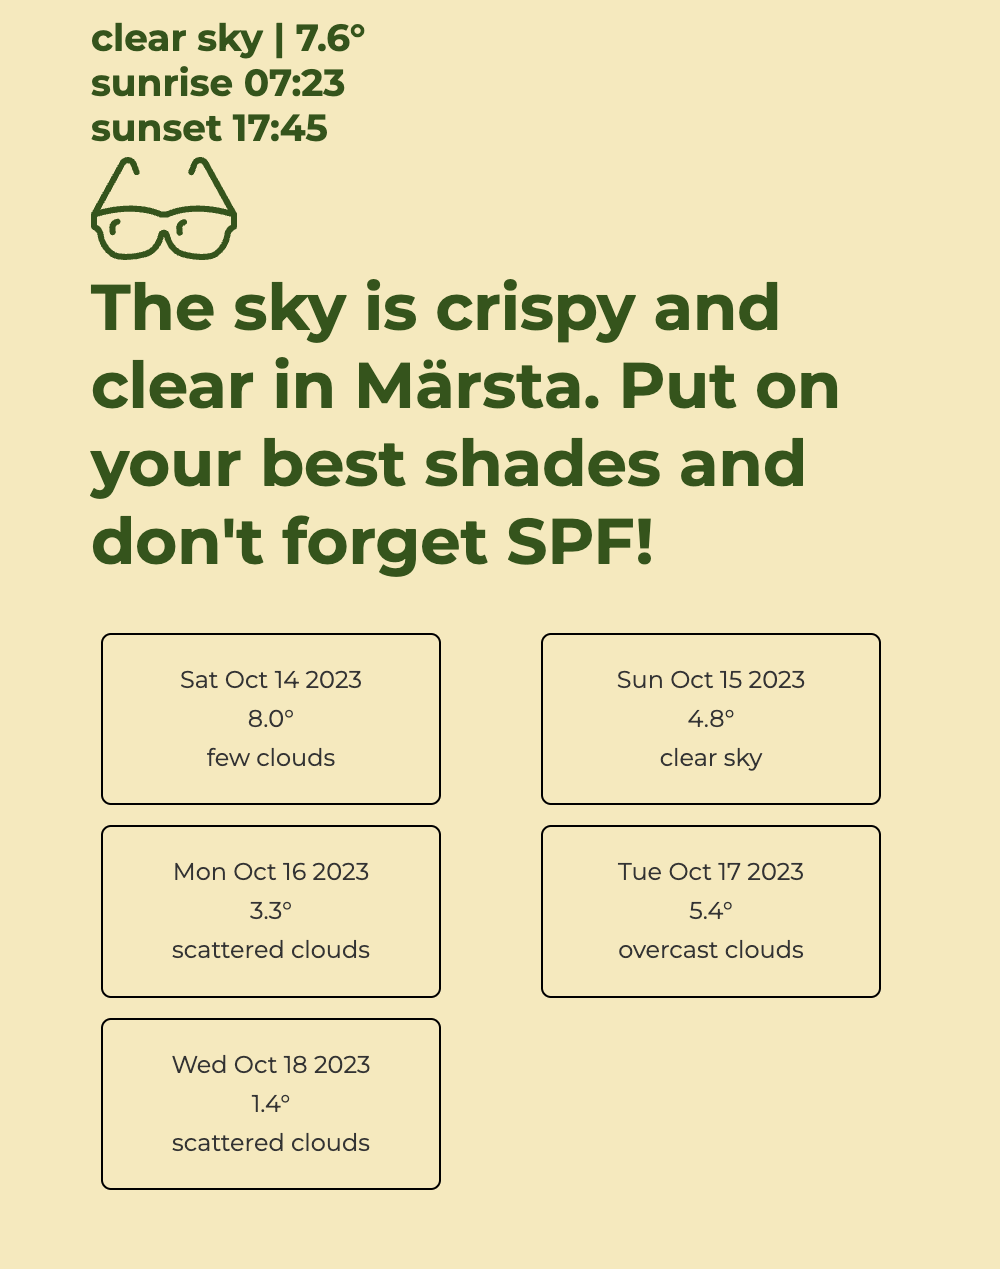 clear sky | 7.6°
sunrise 07:23
sunset 17:45
The sky is crispy and
clear in Märsta. Put on
your best shades and
don't forget SPF!
Sat Oct 14 2023
8.0°
few clouds
Sun Oct 15 2023
4.8°
clear sky
Mon Oct 16 2023
3.3°
scattered clouds
Tue Oct 17 2023
5.4°
overcast clouds
Wed Oct 18 2023
1.4°
scattered clouds